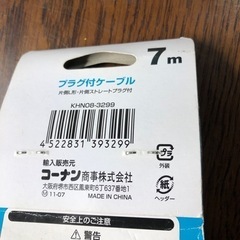 7m
プラグ付ケーブル
片側L形・片側ストレートプラグ付
KHN08-3299
4 522831 393299
輸入販売元
コーナン商事株式会社
大阪府堺市西区鳳東町6丁637番地1
M 11-07 MADE IN CHINA
プラ
外装
紙
ヘッダー
安全上のご注意
警告